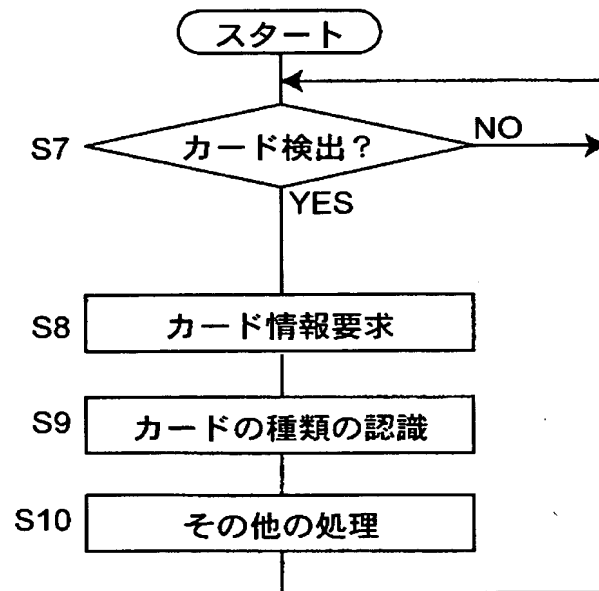 スタート
S7 カード検出? NO
YES
S8 カード情報要求
S9 カードの種類の認識
S10 その他の処理